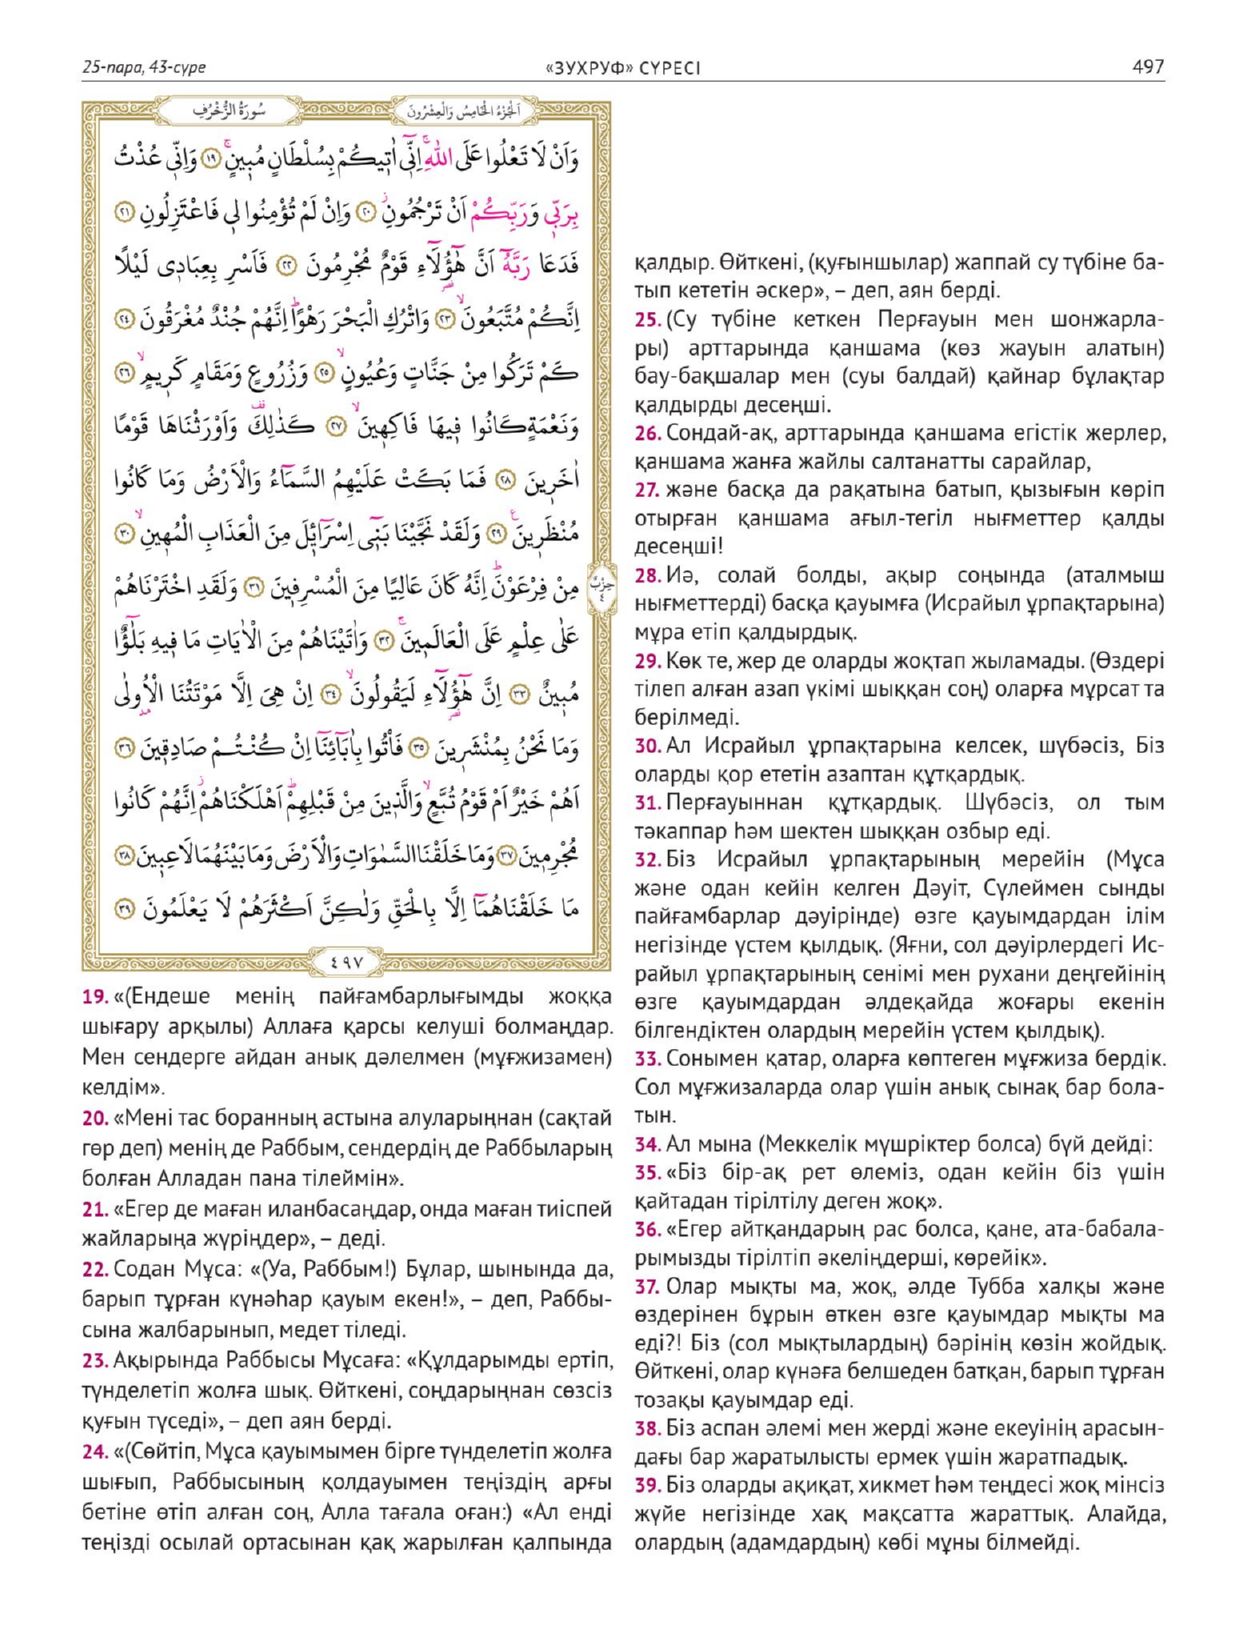 25-пара, 43-сүре
«ЗУХРУФ» СҮРЕСІ
497
سُورَةُ الزُّخْرُفِ
اَلْجُزْءُ الْخَامِسُ وَالْعِشْرُونَ
وَاَنْ لَا تَعْلُوا عَلَى اللّٰهِۚ اِنّ۪ٓي اٰت۪يكُمْ بِسُلْطَانٍ مُب۪ينٍۚ ﴿١٩﴾ وَاِنّ۪ي عُذْتُ
بِرَبّ۪ي وَرَبِّكُمْ اَنْ تَرْجُمُونِۘ ﴿٢٠﴾ وَاِنْ لَمْ تُؤْمِنُوا ل۪ي فَاعْتَزِلُونِ ﴿٢١﴾
فَدَعَا رَبَّهُٓ اَنَّ هٰٓؤُ۬لَٓاءِ قَوْمٌ مُجْرِمُونَ ﴿٢٢﴾ فَاَسْرِ بِعِبَاد۪ي لَيْلًا
اِنَّكُمْ مُتَّبَعُونَۙ ﴿٢٣﴾ وَاتْرُكِ الْبَحْرَ رَهْوًاۜ اِنَّهُمْ جُنْدٌ مُغْرَقُونَ ﴿٢٤﴾
كَمْ تَرَكُوا مِنْ جَنَّاتٍ وَعُيُونٍۙ ﴿٢٥﴾ وَزُرُوعٍ وَمَقَامٍ كَر۪يمٍۙ ﴿٢٦﴾
وَنَعْمَةٍ كَانُوا ف۪يهَا فَاكِه۪ينَۙ ﴿٢٧﴾ كَذٰلِكَ۠ وَاَوْرَثْنَاهَا قَوْمًا
اٰخَر۪ينَ ﴿٢٨﴾ فَمَا بَكَتْ عَلَيْهِمُ السَّمَٓاءُ وَالْاَرْضُ وَمَا كَانُوا
مُنْظَر۪ينَ۟ ﴿٢٩﴾ وَلَقَدْ نَجَّيْنَا بَن۪ٓي اِسْرَٓائ۪لَ مِنَ الْعَذَابِ الْمُه۪ينِۙ ﴿٣٠﴾
مِنْ فِرْعَوْنَۜ اِنَّهُ كَانَ عَالِيًا مِنَ الْمُسْرِف۪ينَ ﴿٣١﴾ وَلَقَدِ اخْتَرْنَاهُمْ
حِزْبٌ ٤
عَلٰى عِلْمٍ عَلَى الْعَالَم۪ينَۚ ﴿٣٢﴾ وَاٰتَيْنَاهُمْ مِنَ الْاٰيَاتِ مَا ف۪يهِ بَلٰٓؤٌ۬ا
مُب۪ينٌ ﴿٣٣﴾ اِنَّ هٰٓؤُ۬لَٓاءِ لَيَقُولُونَۙ ﴿٣٤﴾ اِنْ هِيَ اِلَّا مَوْتَتُنَا الْاُو۫لٰى
وَمَا نَحْنُ بِمُنْشَر۪ينَ ﴿٣٥﴾ فَأْتُوا بِاٰبَٓائِنَٓا اِنْ كُنْتُمْ صَادِق۪ينَ ﴿٣٦﴾
اَهُمْ خَيْرٌ اَمْ قَوْمُ تُبَّعٍۙ وَالَّذ۪ينَ مِنْ قَبْلِهِمْۜ اَهْلَكْنَاهُمْۘ اِنَّهُمْ كَانُوا
مُجْرِم۪ينَ ﴿٣٧﴾ وَمَا خَلَقْنَا السَّمٰوَاتِ وَالْاَرْضَ وَمَا بَيْنَهُمَا لَاعِب۪ينَ ﴿٣٨﴾
مَا خَلَقْنَاهُمَٓا اِلَّا بِالْحَقِّ وَلٰكِنَّ اَكْثَرَهُمْ لَا يَعْلَمُونَ ﴿٣٩﴾
٤٩٧
19. «(Ендеше менің пайғамбарлығымды жоққа
шығару арқылы) Аллаға қарсы келуші болмаңдар.
Мен сендерге айдан анық дәлелмен (мұғжизамен)
келдім».
20. «Мені тас боранның астына алуларыңнан (сақтай
гөр деп) менің де Раббым, сендердің де Раббыларың
болған Алладан пана тілеймін».
21. «Егер де маған иланбасаңдар, онда маған тиіспей
жайларыңа жүріңдер», – деді.
22. Содан Мұса: «(Уа, Раббым!) Бұлар, шынында да,
барып тұрған күнәһар қауым екен!», – деп, Раббы-
сына жалбарынып, медет тіледі.
23. Ақырында Раббысы Мұсаға: «Құлдарымды ертіп,
түнделетіп жолға шық. Өйткені, соңдарыңнан сөзсіз
қуғын түседі», – деп аян берді.
24. «(Сөйтіп, Мұса қауымымен бірге түнделетіп жолға
шығып, Раббысының қолдауымен теңіздің арғы
бетіне өтіп алған соң, Алла тағала оған:) «Ал енді
теңізді осылай ортасынан қақ жарылған қалпында
қалдыр. Өйткені, (қуғыншылар) жаппай су түбіне ба-
тып кететін әскер», – деп, аян берді.
25. (Су түбіне кеткен Перғауын мен шонжарла-
ры) арттарында қаншама (көз жауын алатын)
бау-бақшалар мен (суы балдай) қайнар бұлақтар
қалдырды десеңші.
26. Сондай-ақ, арттарында қаншама егістік жерлер,
қаншама жанға жайлы салтанатты сарайлар,
27. және басқа да рақатына батып, қызығын көріп
отырған қаншама ағыл-тегіл нығметтер қалды
десеңші!
28. Иә, солай болды, ақыр соңында (аталмыш
нығметтерді) басқа қауымға (Исрайыл ұрпақтарына)
мұра етіп қалдырдық.
29. Көк те, жер де оларды жоқтап жыламады. (Өздері
тілеп алған азап үкімі шыққан соң) оларға мұрсат та
берілмеді.
30. Ал Исрайыл ұрпақтарына келсек, шүбәсіз, Біз
оларды қор ететін азаптан құтқардық.
31. Перғауыннан құтқардық. Шүбәсіз, ол тым
тәкаппар һәм шектен шыққан озбыр еді.
32. Біз Исрайыл ұрпақтарының мерейін (Мұса
және одан кейін келген Дәуіт, Сүлеймен сынды
пайғамбарлар дәуірінде) өзге қауымдардан ілім
негізінде үстем қылдық. (Яғни, сол дәуірлердегі Ис-
райыл ұрпақтарының сенімі мен рухани деңгейінің
өзге қауымдардан әлдеқайда жоғары екенін
білгендіктен олардың мерейін үстем қылдық).
33. Сонымен қатар, оларға көптеген мұғжиза бердік.
Сол мұғжизаларда олар үшін анық сынақ бар бола-
тын.
34. Ал мына (Меккелік мүшріктер болса) бүй дейді:
35. «Біз бір-ақ рет өлеміз, одан кейін біз үшін
қайтадан тірілтілу деген жоқ».
36. «Егер айтқандарың рас болса, қане, ата-бабала-
рымызды тірілтіп әкеліңдерші, көрейік».
37. Олар мықты ма, жоқ, әлде Тубба халқы және
өздерінен бұрын өткен өзге қауымдар мықты ма
еді?! Біз (сол мықтылардың) бәрінің көзін жойдық.
Өйткені, олар күнәға белшеден батқан, барып тұрған
тозақы қауымдар еді.
38. Біз аспан әлемі мен жерді және екеуінің арасын-
дағы бар жаратылысты ермек үшін жаратпадық.
39. Біз оларды ақиқат, хикмет һәм теңдесі жоқ мінсіз
жүйе негізінде хақ мақсатта жараттық. Алайда,
олардың (адамдардың) көбі мұны білмейді.